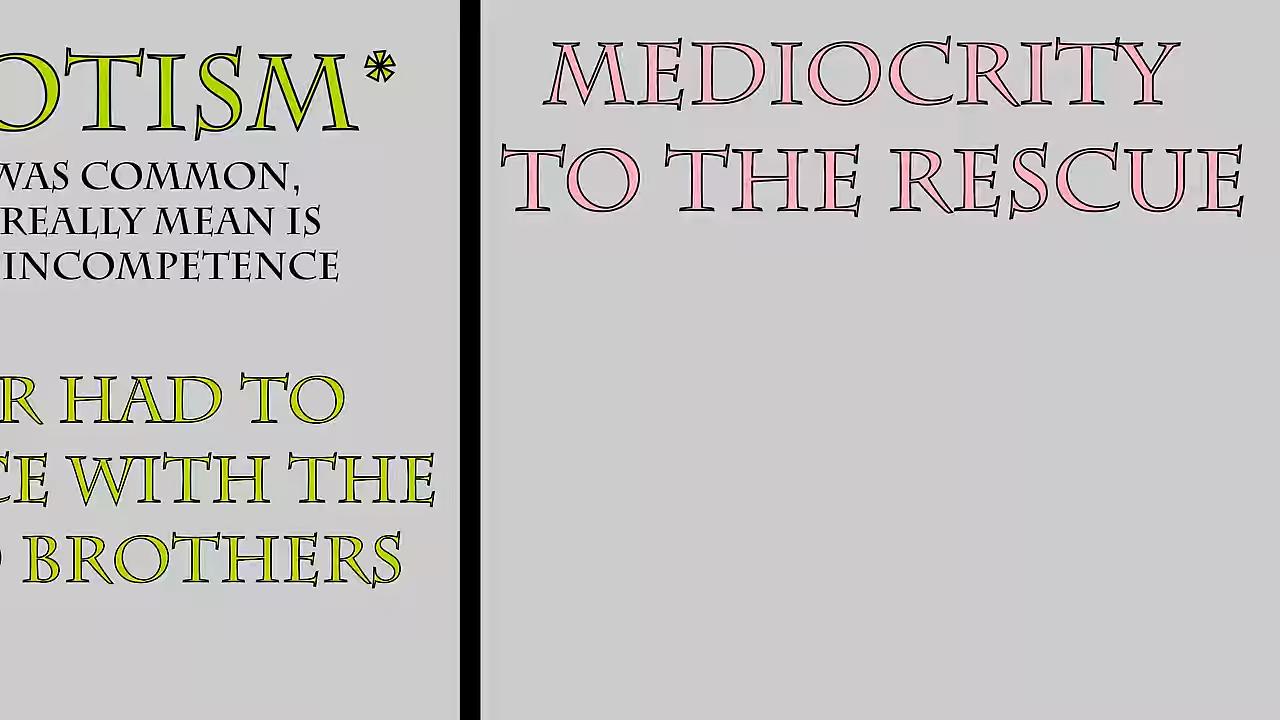 OTISM*
WAS COMMON,
REALLY MEAN IS
INCOMPETENCE
R HAD TO
CE WITH THE
BROTHERS
MEDIOCRITY
TO THE RESCUE